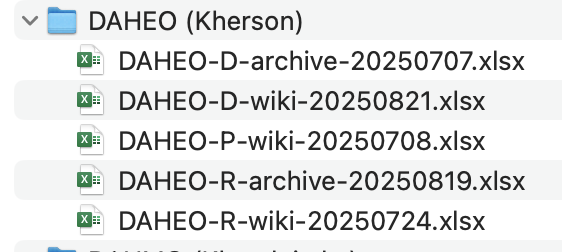 DAHEO (Kherson)
DAHEO-D-archive-20250707.xlsx
DAHEO-D-wiki-20250821.xlsx
DAHEO-P-wiki-20250708.xlsx
DAHEO-R-archive-20250819.xlsx
DAHEO-R-wiki-20250724.xlsx